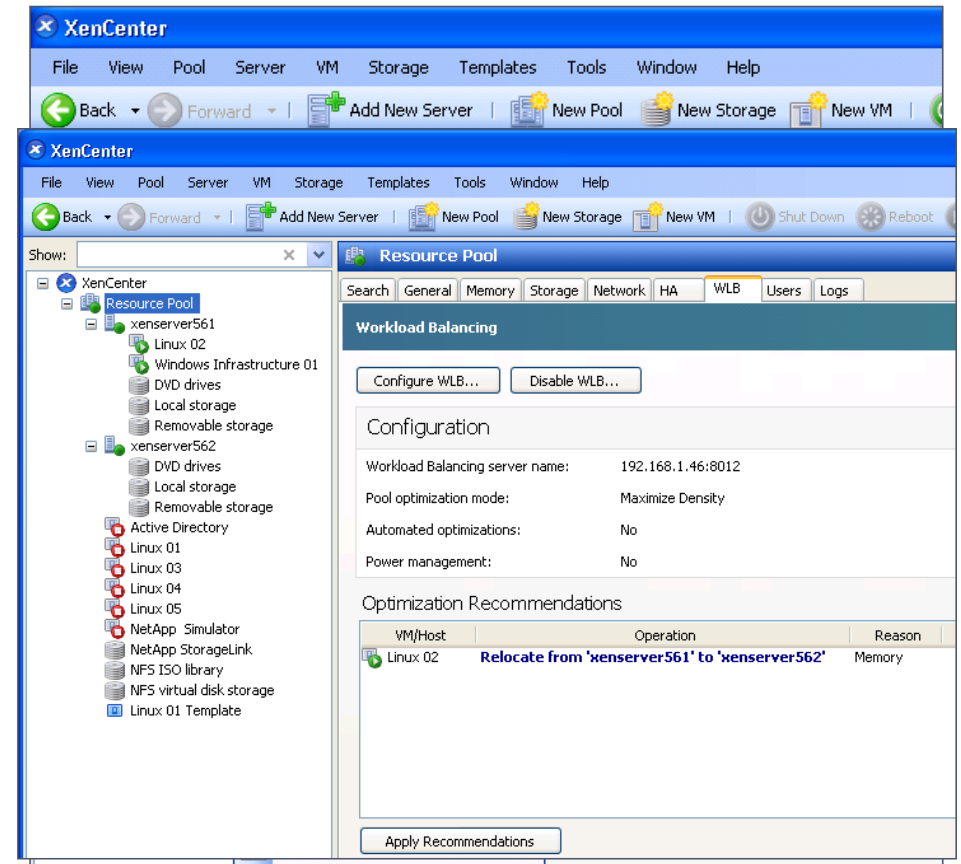 XenCenter
File View Pool Server VM Storage Templates Tools Window Help
Back Forward Add New Server New Pool New Storage New VM
XenCenter
File View Pool Server VM Storage Templates Tools Window Help
Back Forward Add New Server New Pool New Storage New VM Shut Down Reboot
Show:
XenCenter
Resource Pool
xenserver561
Linux 02
Windows Infrastructure 01
DVD drives
Local storage
Removable storage
xenserver562
DVD drives
Local storage
Removable storage
Active Directory
Linux 01
Linux 03
Linux 04
Linux 05
NetApp Simulator
NetApp StorageLink
NFS ISO library
NFS virtual disk storage
Linux 01 Template
Resource Pool
Search General Memory Storage Network HA WLB Users Logs
Workload Balancing
Configure WLB... Disable WLB...
Configuration
Workload Balancing server name: 192.168.1.46:8012
Pool optimization mode: Maximize Density
Automated optimizations: No
Power management: No
Optimization Recommendations
VM/Host Operation Reason
Linux 02 Relocate from 'xenserver561' to 'xenserver562' Memory
Apply Recommendations